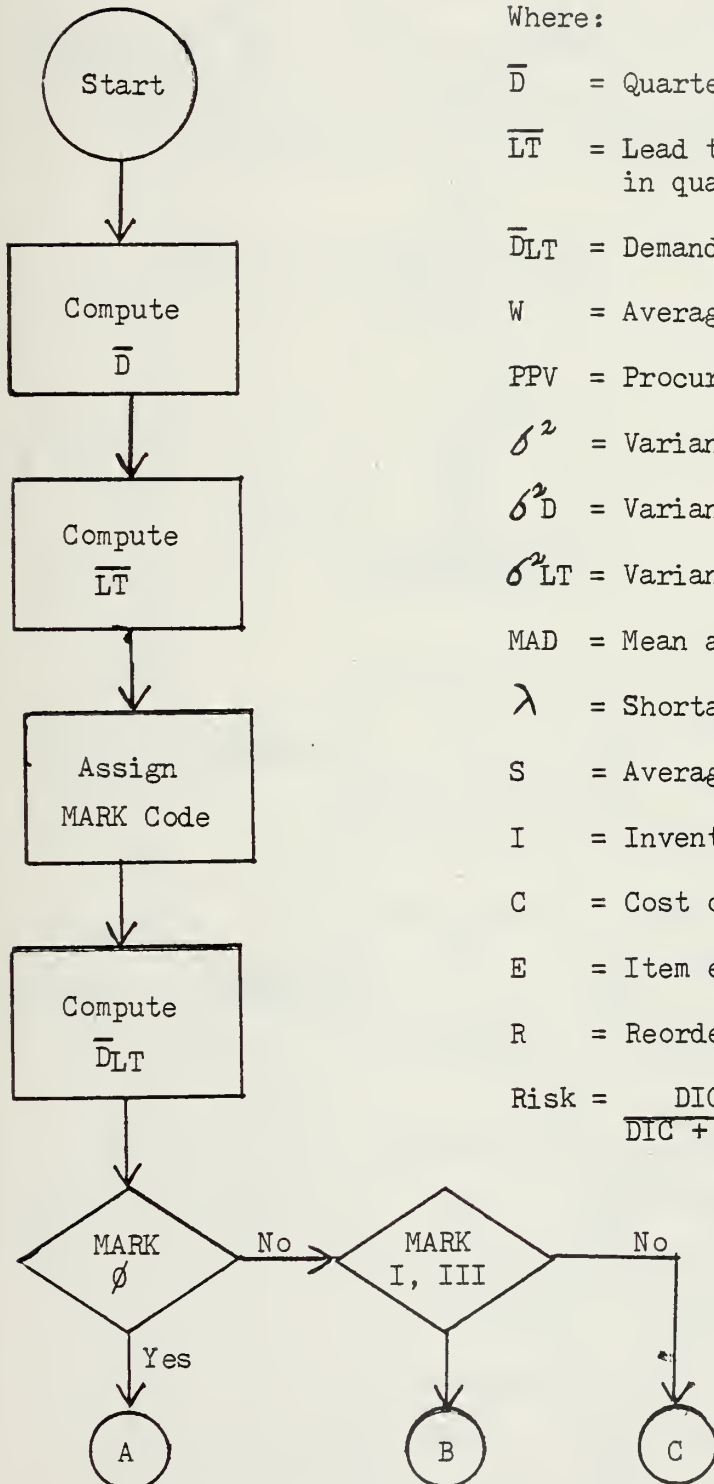 Start
Compute
D̅
Compute
L̅T̅
Assign
MARK Code
Compute
D̅LT
MARK
Ø
No
MARK
I, III
No
Yes
A
B
C
Where:
D̅ = Quarte
L̅T̅ = Lead t
in qua
D̅LT = Demand
W = Averag
PPV = Procur
σ² = Varian
σ²D = Varian
σ²LT = Varian
MAD = Mean a
λ = Shorta
S = Averag
I = Invent
C = Cost
E = Item e
R = Reorde
Risk = DIC
DIC +